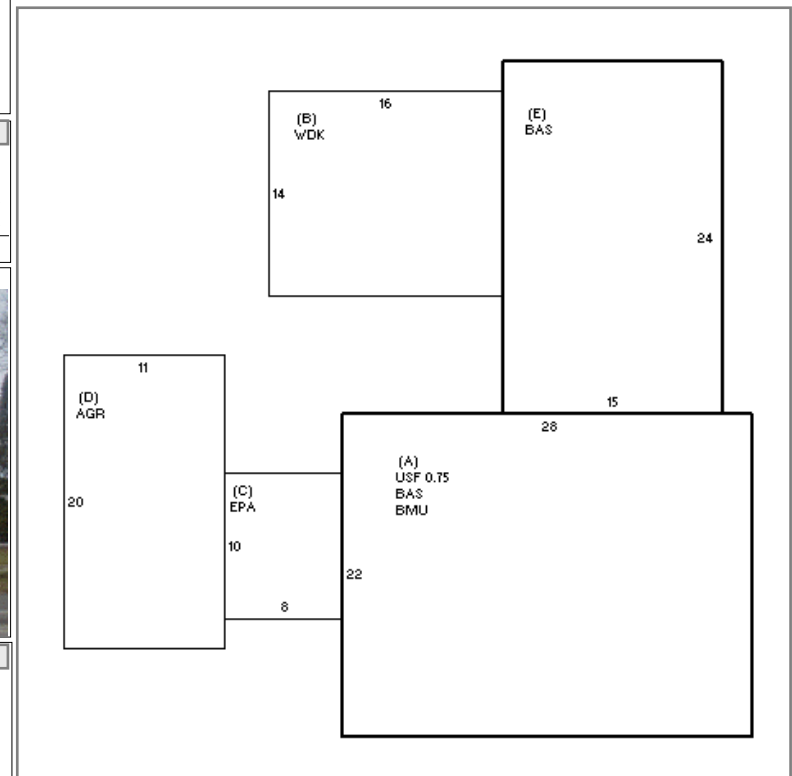 16
(B)
WDK
14
(E)
BAS
24
15
11
(D)
AGR
20
(C)
EPA
10
8
28
(A)
USF 0.75
BAS
BMU
22